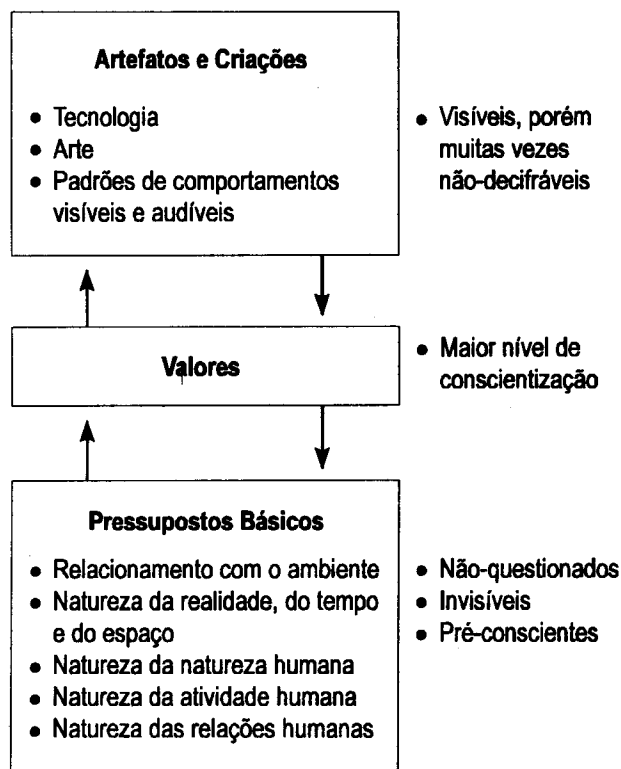 Artefatos e Criações
• Tecnologia
• Arte
• Padrões de comportamentos
visíveis e audíveis
• Visíveis, porém
muitas vezes
não-decifráveis
Valores
• Maior nível de
conscientização
Pressupostos Básicos
• Relacionamento com o ambiente
• Natureza da realidade, do tempo
e do espaço
• Natureza da natureza humana
• Natureza da atividade humana
• Natureza das relações humanas
• Não-questionados
• Invisíveis
• Pré-conscientes